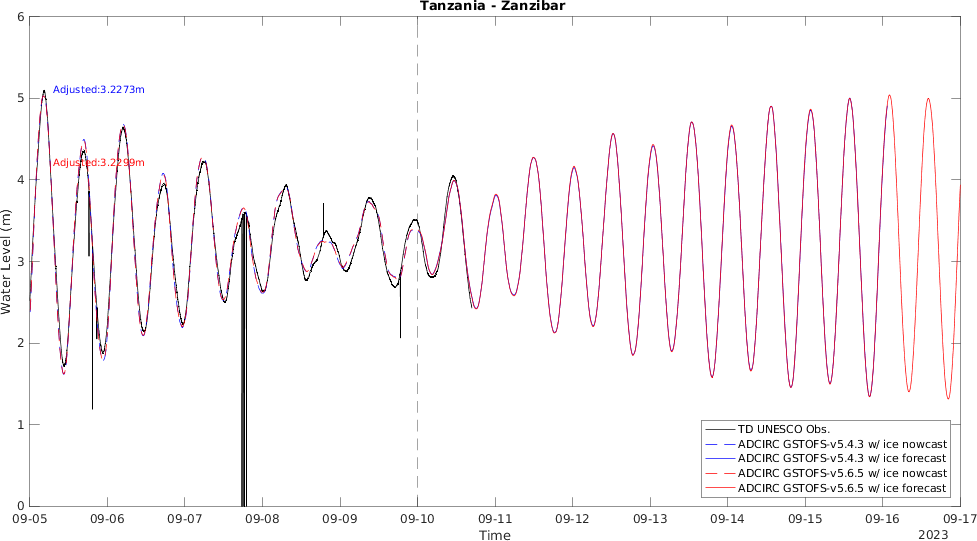 Tanzania - Zanzibar
6
5
4
3
2
1
0
Water Level (m)
Adjusted:3.2273m
Adjusted:3.2299m
TD UNESCO Obs.
ADCIRC GSTOFS-v5.4.3 w/ ice nowcast
ADCIRC GSTOFS-v5.4.3 w/ ice forecast
ADCIRC GSTOFS-v5.6.5 w/ ice nowcast
ADCIRC GSTOFS-v5.6.5 w/ ice forecast
09-05 09-06 09-07 09-08 09-09 09-10 09-11 09-12 09-13 09-14 09-15 09-16 09-17
Time
2023